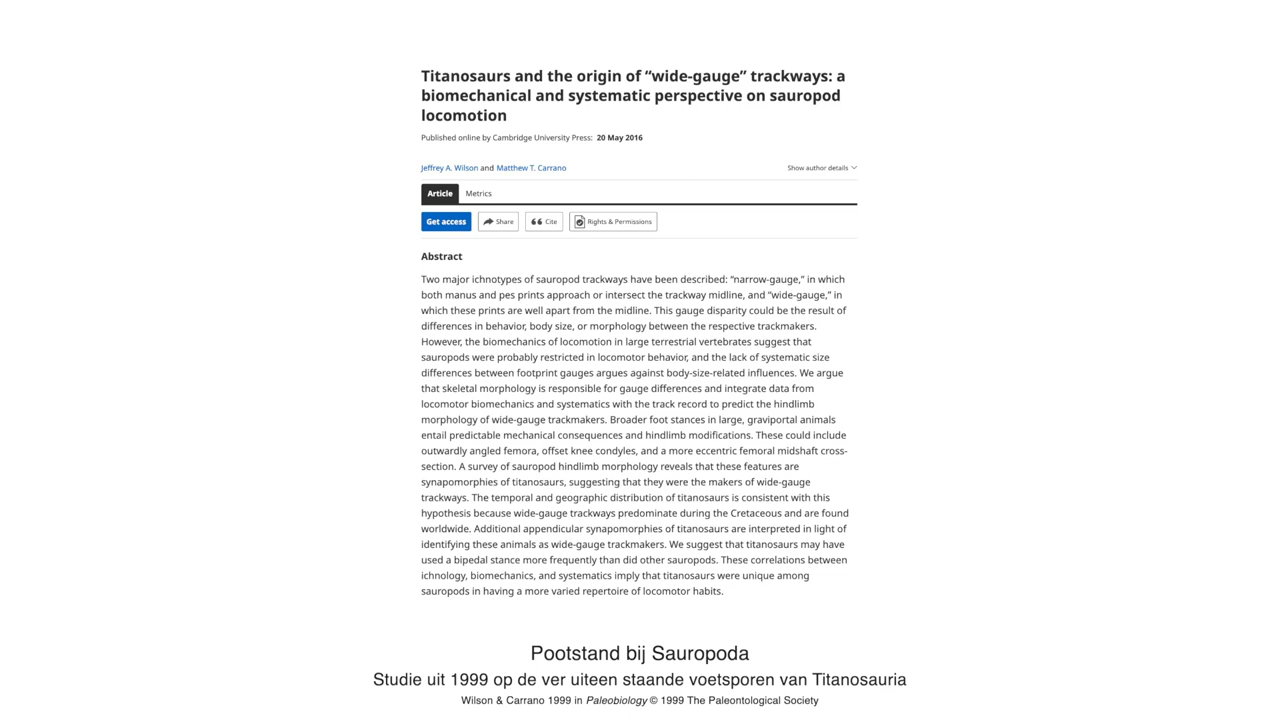 Titanosaurs and the origin of “wide-gauge” trackways: a
biomechanical and systematic perspective on sauropod
locomotion
Published online by Cambridge University Press: 20 May 2016
Jeffrey A. Wilson and Matthew T. Carrano
Show author details
Article Metrics
Get access Share Cite Rights & Permissions
Abstract
Two major ichnotypes of sauropod trackways have been described: “narrow-gauge,” in which
both manus and pes prints approach or intersect the trackway midline, and “wide-gauge,” in
which these prints are well apart from the midline. This gauge disparity could be the result of
differences in behavior, body size, or morphology between the respective trackmakers.
However, the biomechanics of locomotion in large terrestrial vertebrates suggest that
sauropods were probably restricted in locomotor behavior, and the lack of systematic size
differences between footprint gauges argues against body-size-related influences. We argue
that skeletal morphology is responsible for gauge differences and integrate data from
locomotor biomechanics and systematics with the track record to predict the hindlimb
morphology of wide-gauge trackmakers. Broader foot stances in large, graviportal animals
entail predictable mechanical consequences and hindlimb modifications. These could include
outwardly angled femora, offset knee condyles, and a more eccentric femoral midshaft cross-
section. A survey of sauropod hindlimb morphology reveals that these features are
synapomorphies of titanosaurs, suggesting that they were the makers of wide-gauge
trackways. The temporal and geographic distribution of titanosaurs is consistent with this
hypothesis because wide-gauge trackways predominate during the Cretaceous and are found
worldwide. Additional appendicular synapomorphies of titanosaurs are interpreted in light of
identifying these animals as wide-gauge trackmakers. We suggest that titanosaurs may have
used a bipedal stance more frequently than did other sauropods. These correlations between
ichnology, biomechanics, and systematics imply that titanosaurs were unique among
sauropods in having a more varied repertoire of locomotor habits.
Pootstand bij Sauropoda
Studie uit 1999 op de ver uiteen staande voetsporen van Titanosauria
Wilson & Carrano 1999 in Paleobiology © 1999 The Paleontological Society